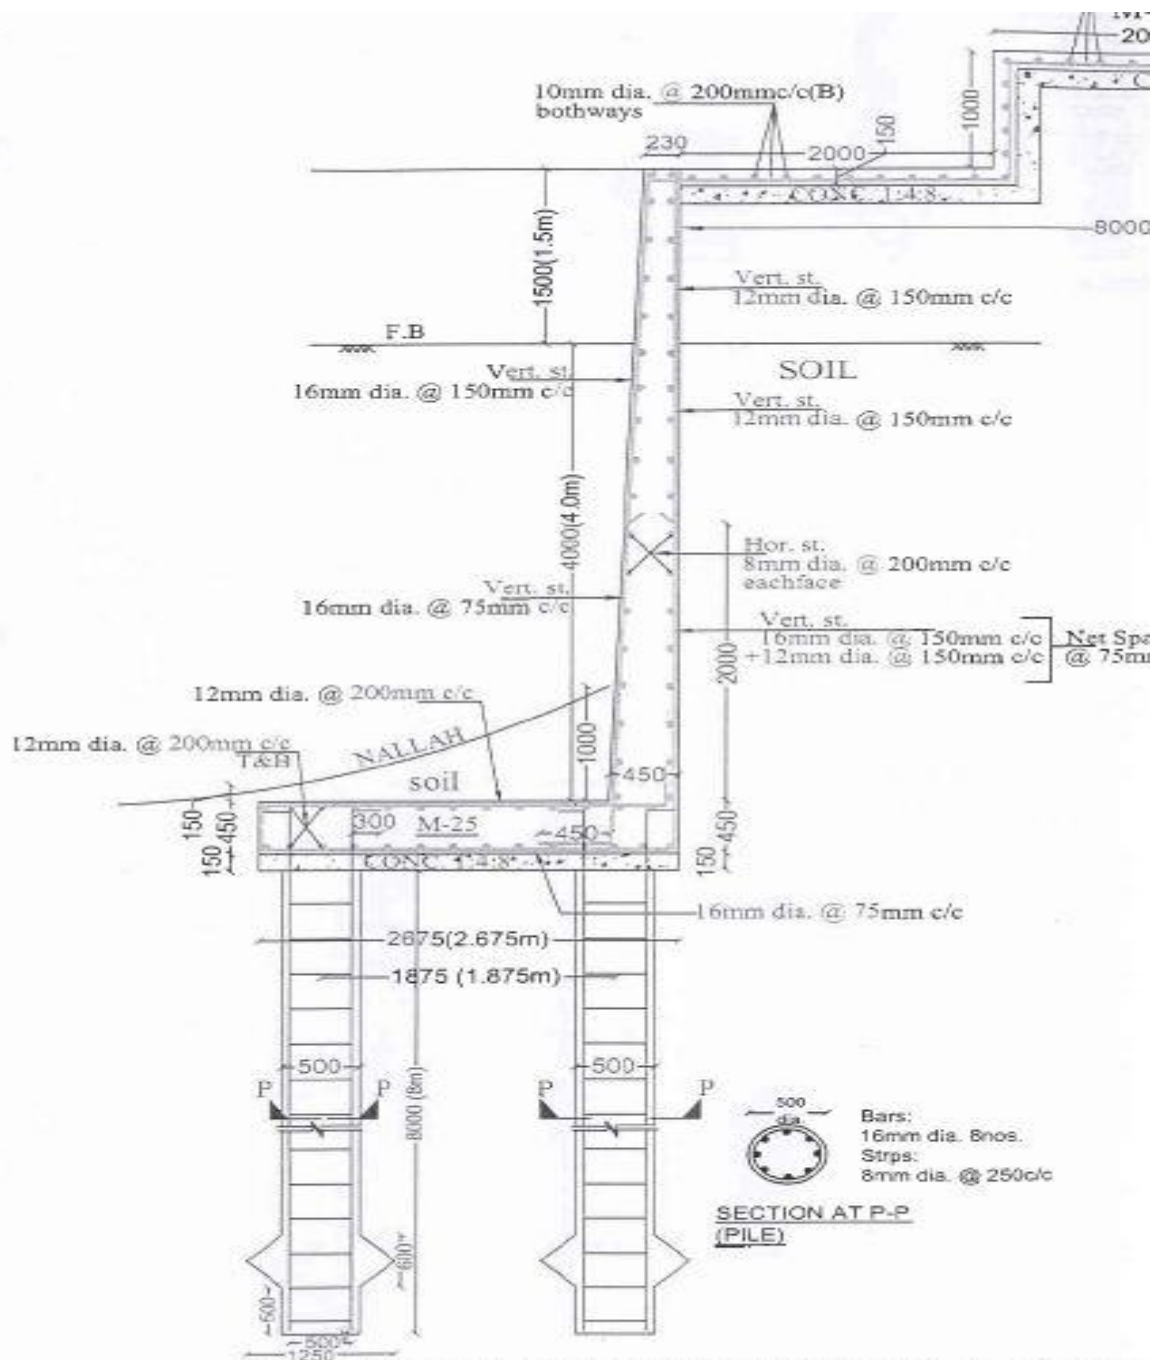 20
10mm dia. @ 200mmc/c(B)
bothways
230
2000
150
1000
CONC. 1:4:8
8000
1500(1.5m)
Vert. st.
12mm dia. @ 150mm c/c
F.B
SOIL
Vert. st.
16mm dia. @ 150mm c/c
Vert. st.
12mm dia. @ 150mm c/c
4000(4.0m)
Hor. st.
8mm dia. @ 200mm c/c
eachface
Vert. st.
16mm dia. @ 75mm c/c
Vert. st.
16mm dia. @ 150mm c/c
+12mm dia. @ 150mm c/c
Net Spa
@ 75mm
2000
12mm dia. @ 200mm c/c
12mm dia. @ 200mm c/c
T&B
NALLAH
soil
1000
450
150
450
150
300
M-25
450
150
450
CONC. 1:4:8
16mm dia. @ 75mm c/c
2675(2.675m)
1875 (1.875m)
500
500
P
P
P
P
8000 (8m)
500
dia
Bars:
16mm dia. 8nos.
Strps:
8mm dia. @ 250c/c
SECTION AT P-P
(PILE)
600
500
500
1250